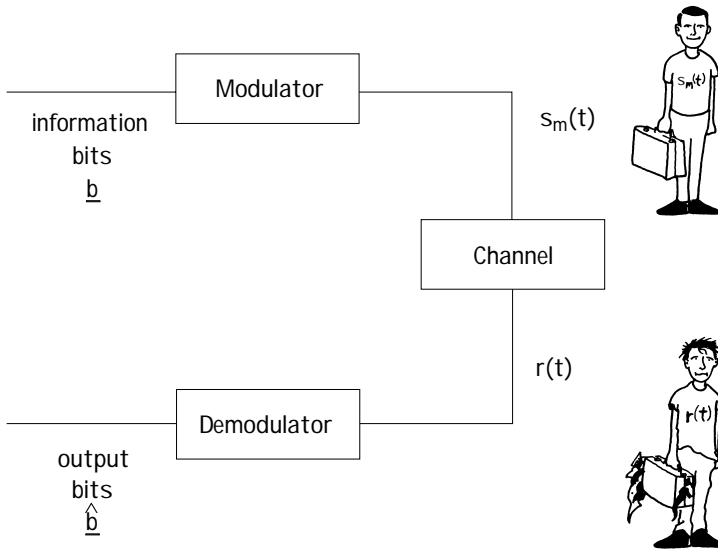 Modulator
information
bits
b
s_m(t)
s_m(t)
Channel
r(t)
r(t)
Demodulator
output
bits
b̂